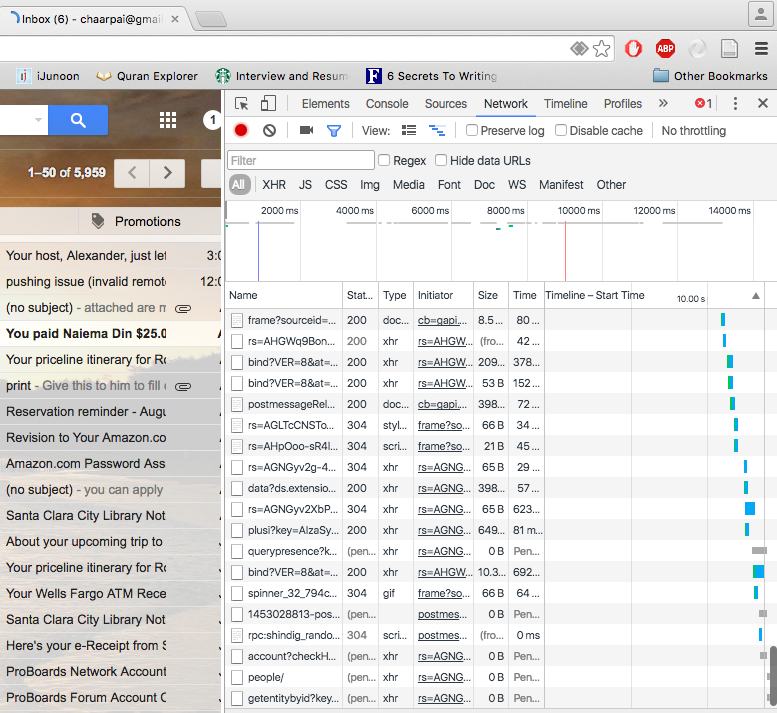 Inbox (6) - chaarpai@gmai
ABP
iJunoon
Quran Explorer
Interview and Resum
6 Secrets To Writing
Other Bookmarks
1
1–50 of 5,959
Promotions
Your host, Alexander, just let 3:0
pushing issue (invalid remote 12:0
(no subject) - attached are m
You paid Naiema Din $25.0
Your priceline itinerary for Ro
print - Give this to him to fill
Reservation reminder - Augu
Revision to Your Amazon.co
Amazon.com Password Ass
(no subject) - you can apply
Santa Clara City Library Not
About your upcoming trip to
Your priceline itinerary for Ro
Your Wells Fargo ATM Rece
Santa Clara City Library Not
Here's your e-Receipt from S
ProBoards Network Account
ProBoards Forum Account C
Elements Console Sources Network Timeline Profiles » 1
View: Preserve log Disable cache No throttling
Filter Regex Hide data URLs
All XHR JS CSS Img Media Font Doc WS Manifest Other
2000 ms 4000 ms 6000 ms 8000 ms 10000 ms 12000 ms 14000 ms
Name Stat... Type Initiator Size Time Timeline – Start Time 10.00 s
frame?sourceid=... 200 doc... cb=gapi.... 8.5... 80 ...
rs=AHGWq9Bon... 200 xhr rs=AHGW... (fro... 42 ...
bind?VER=8&at=... 200 xhr rs=AHGW... 209... 378...
bind?VER=8&at=... 200 xhr rs=AHGW... 53 B 152...
postmessageRel... 200 doc... cb=gapi.... 398... 72 ...
rs=AGLTcCNSTo... 304 styl... frame?so... 66 B 34 ...
rs=AHpOoo-sR4l... 304 scri... frame?so... 21 B 45 ...
rs=AGNGyv2g-4... 304 xhr rs=AGNG... 65 B 29 ...
data?ds.extensio... 200 xhr rs=AGNG... 398... 57 ...
rs=AGNGyv2XbP... 304 xhr rs=AGNG... 65 B 623...
plusi?key=AIzaSy... 200 xhr rs=AGNG... 649... 81 m...
querypresence?k... (pen... xhr rs=AGNG... 0 B Pen...
bind?VER=8&at=... 200 xhr rs=AHGW... 10.3... 692...
spinner_32_794c... 304 gif frame?so... 66 B 64 ...
1453028813-pos... (pen... postmes... 0 B Pen...
rpc:shindig_rando... 304 scri... postmes... (fro... 0 ms
account?checkH... (pen... xhr rs=AGNG... 0 B Pen...
people/ (pen... xhr rs=AGNG... 0 B Pen...
getentitybyid?key... (pen... xhr rs=AGNG... 0 B Pen...